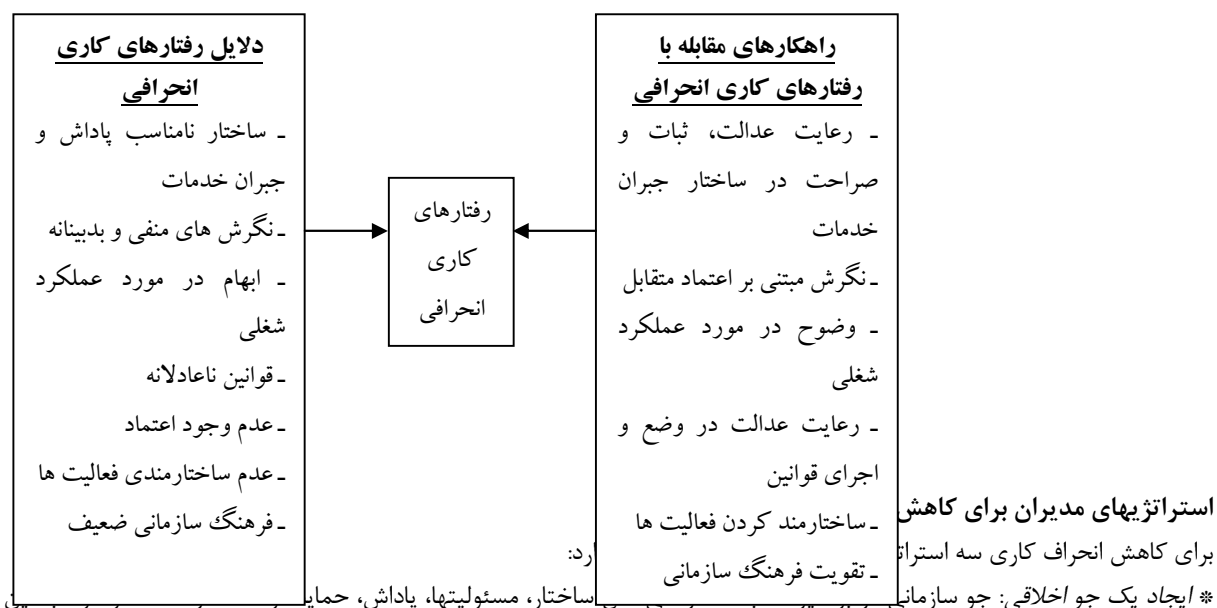 راهکارهای مقابله با
رفتارهای کاری انحرافی
ـ رعایت عدالت، ثبات و
صراحت در ساختار جبران
خدمات
ـ نگرش مبتنی بر اعتماد متقابل
ـ وضوح در مورد عملکرد
شغلی
ـ رعایت عدالت در وضع و
اجرای قوانین
ـ ساختارمند کردن فعالیت ها
ـ تقویت فرهنگ سازمانی
رفتارهای
کاری
انحرافی
دلایل رفتارهای کاری
انحرافی
ـ ساختار نامناسب پاداش و
جبران خدمات
ـ نگرش های منفی و بدبینانه
ـ ابهام در مورد عملکرد
شغلی
ـ قوانین ناعادلانه
ـ عدم وجود اعتماد
ـ عدم ساختارمندی فعالیت ها
ـ فرهنگ سازمانی ضعیف
استراتژیهای مدیران برای کاهش
برای کاهش انحراف کاری سه
* ایجاد یک جو اخلاقی: جو ساختار، مسئولیتها، پاداش،